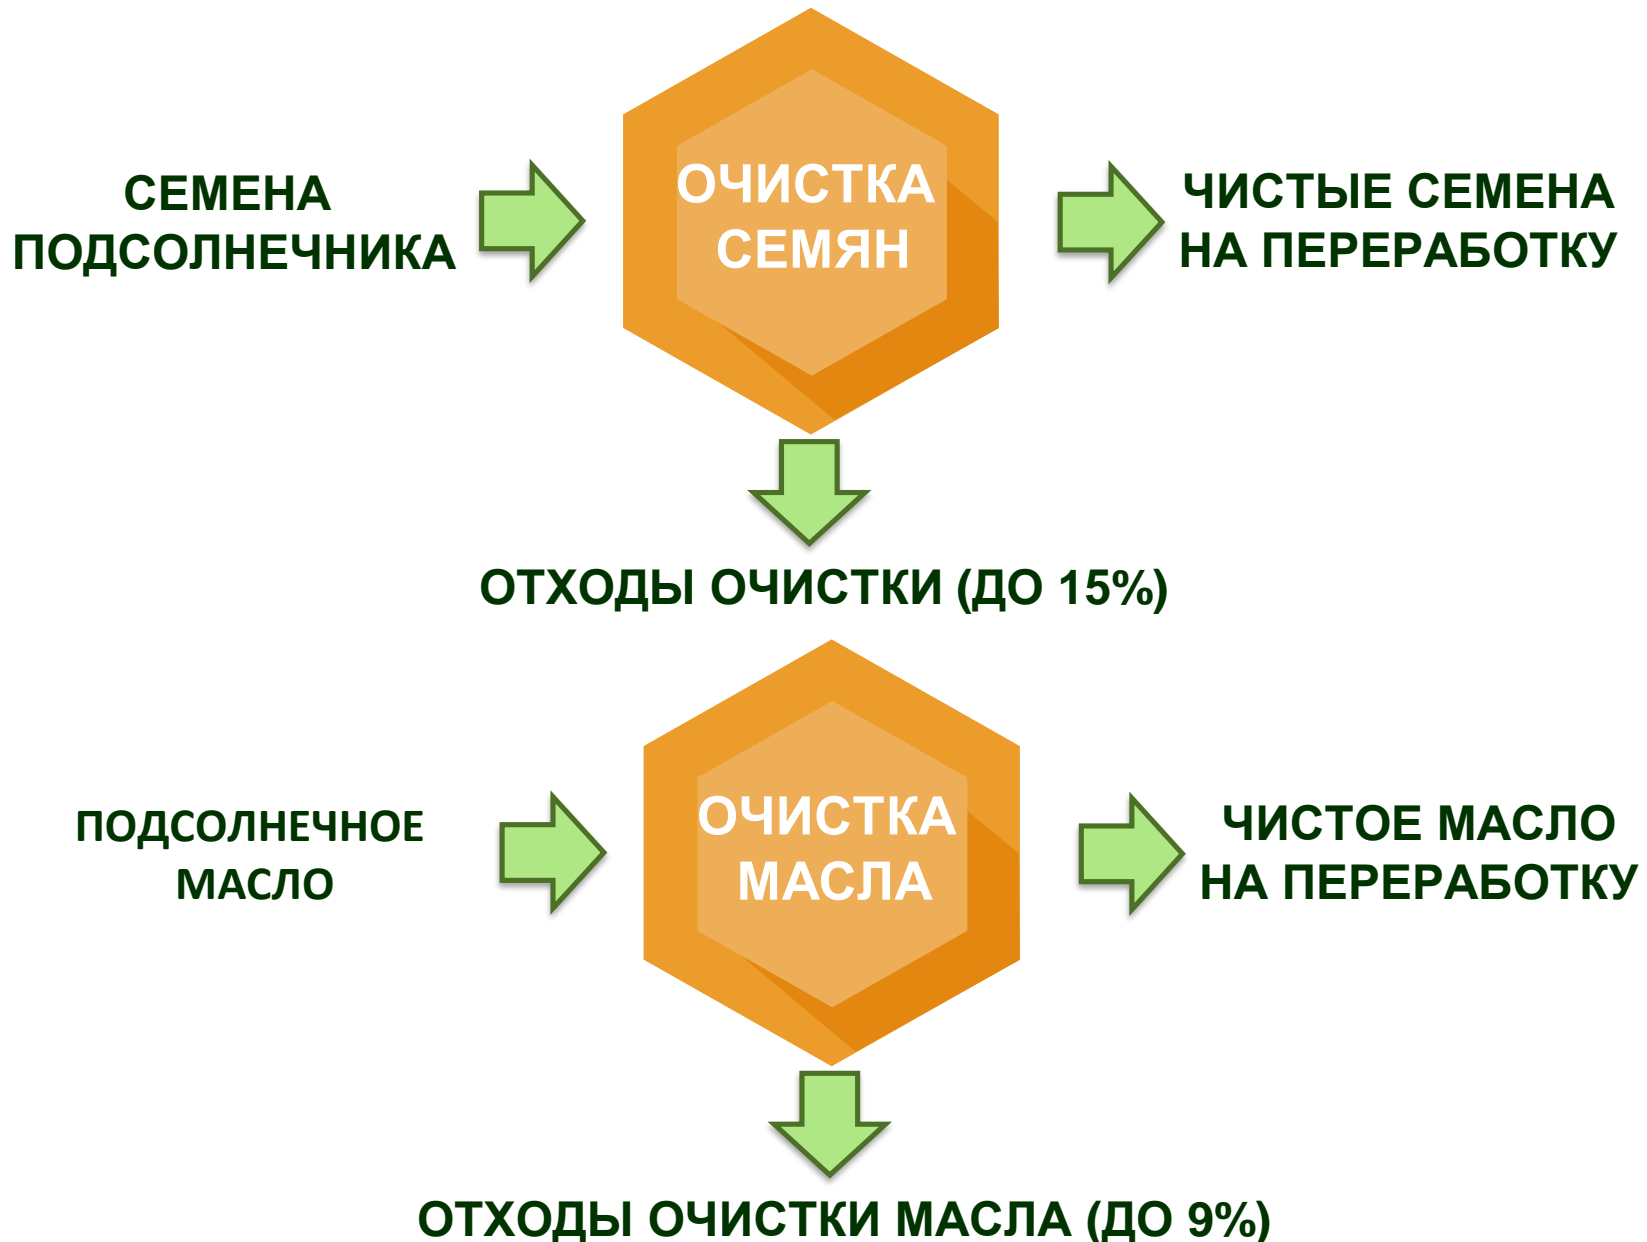 СЕМЕНА
ПОДСОЛНЕЧНИКА
ОЧИСТКА
СЕМЯН
ЧИСТЫЕ СЕМЕНА
НА ПЕРЕРАБОТКУ
ОТХОДЫ ОЧИСТКИ (ДО 15%)
ПОДСОЛНЕЧНОЕ
МАСЛО
ОЧИСТКА
МАСЛА
ЧИСТОЕ МАСЛО
НА ПЕРЕРАБОТКУ
ОТХОДЫ ОЧИСТКИ МАСЛА (ДО 9%)